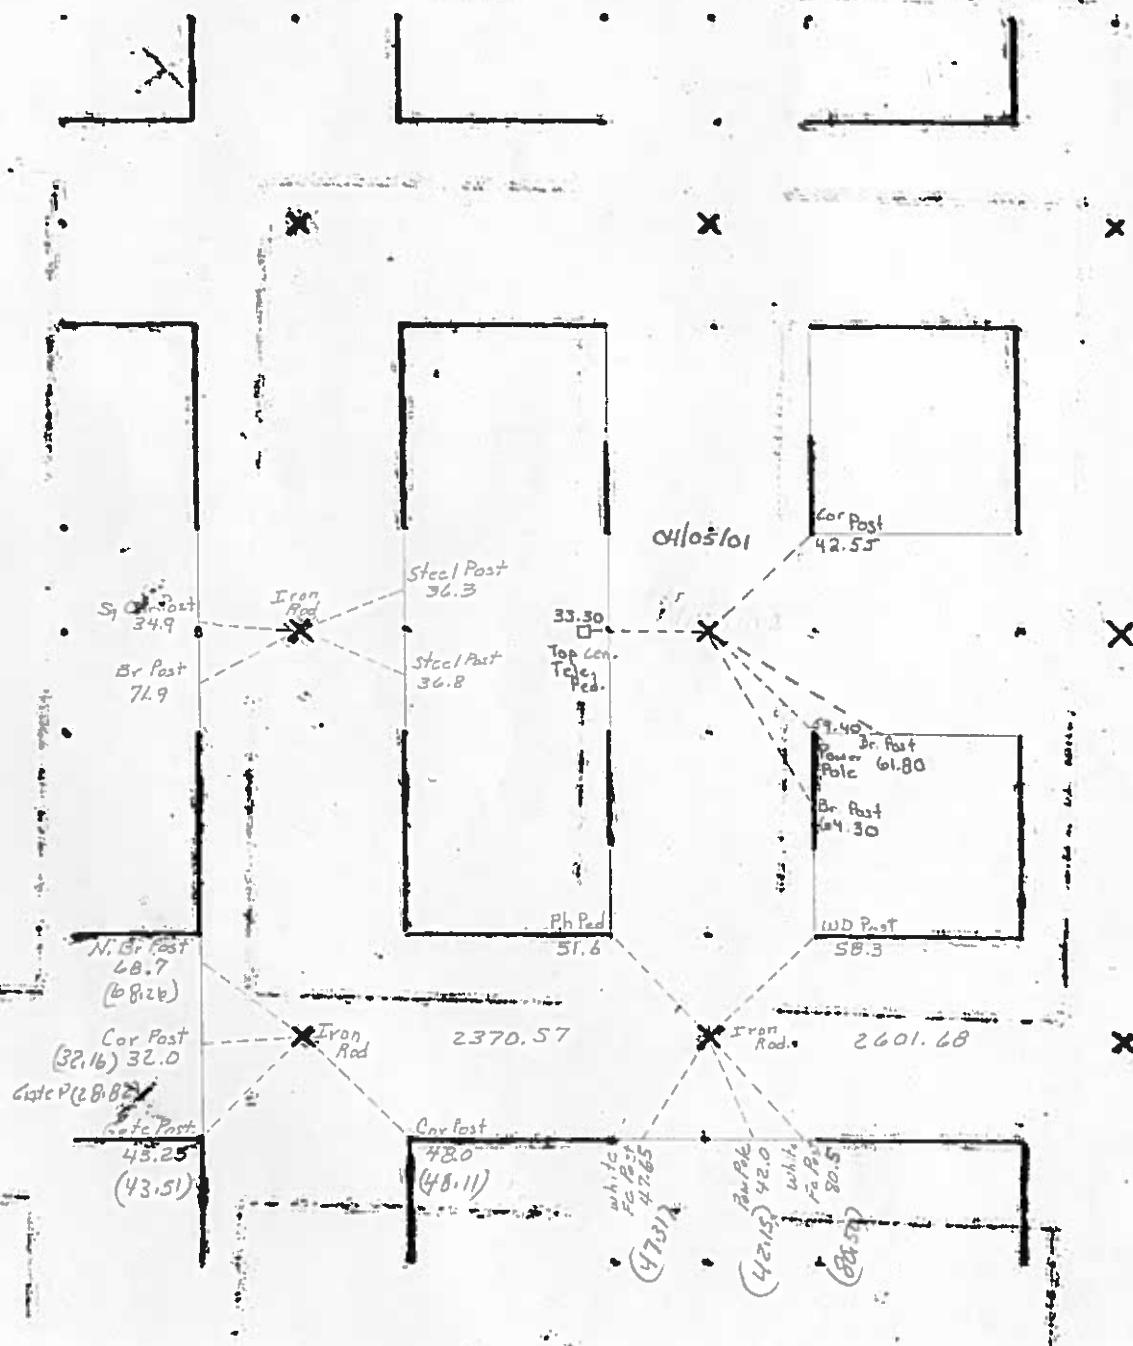 04/05/01
Cor Post
42.55
Steel Post
36.3
Iron
Rod
Sq Post
34.9
33.30
Top Cen.
Tele.
Ped.
Steel Post
36.8
Br Post
71.9
59.40
Power
Pole
Br. Post
61.80
Br. Post
64.30
Ph Ped
51.6
WD Post
58.3
N. Br Post
68.7
(68.26)
Iron
Rod
2370.57
Iron
Rod.
2601.68
Cor Post
(32.16) 32.0
Gate P (28.82)
Gate Post
43.25
(43.51)
Cnr Post
48.0
(48.11)
White
Fc Post
47.65
(47.31)
Pow Pole
42.0
(42.15)
White
Fc Post
80.5
(80.50)